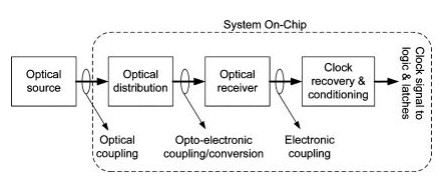 System On-Chip
Optical
source
Optical
distribution
Optical
receiver
Clock
recovery &
conditioning
Clock signal to
logic & latches
Optical
coupling
Opto-electronic
coupling/conversion
Electronic
coupling